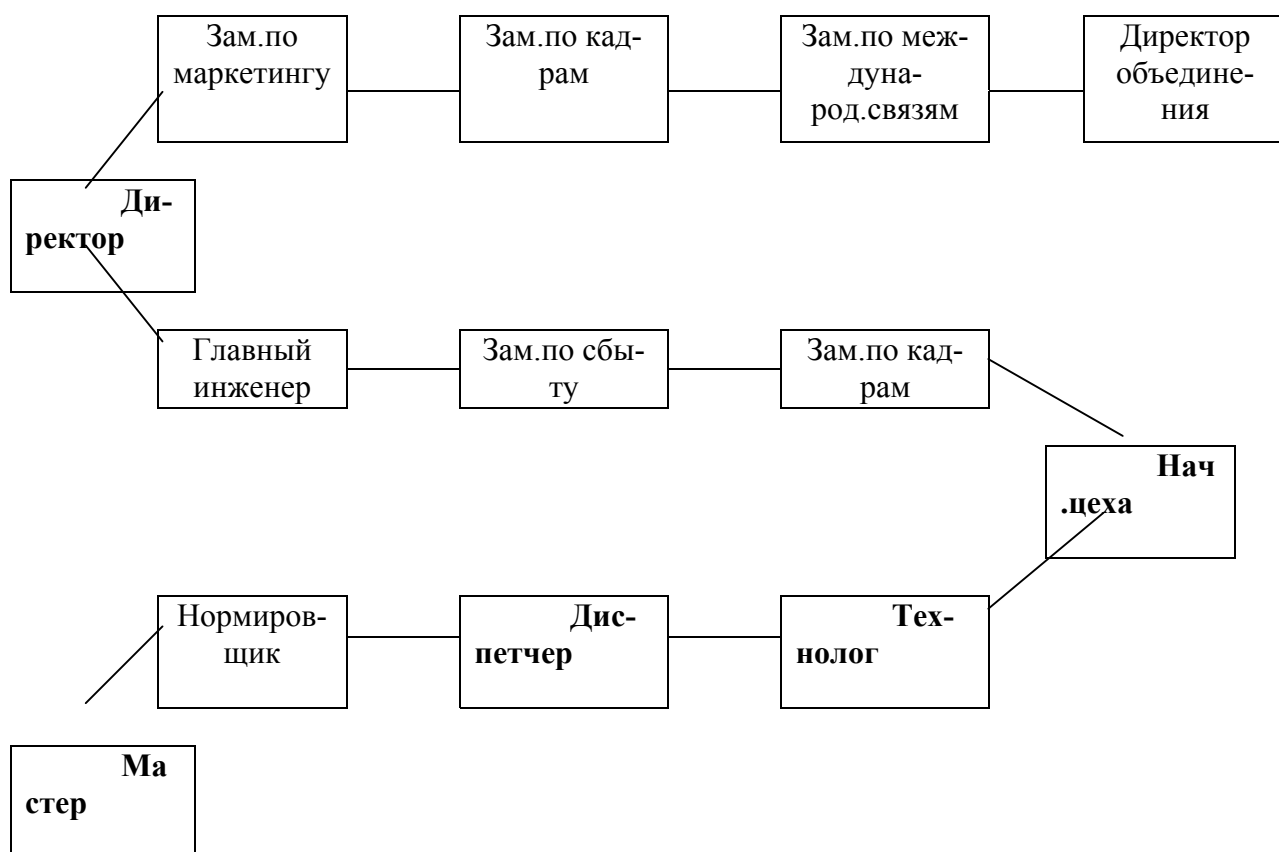 Зам.по
маркетингу
Зам.по кад-
рам
Зам.по меж-
дуна-
род.связям
Директор
объедине-
ния
Ди-
ректор
Главный
инженер
Зам.по сбы-
ту
Зам.по кад-
рам
Нач
.цеха
Нормиров-
щик
Дис-
петчер
Тех-
нолог
Ма
стер